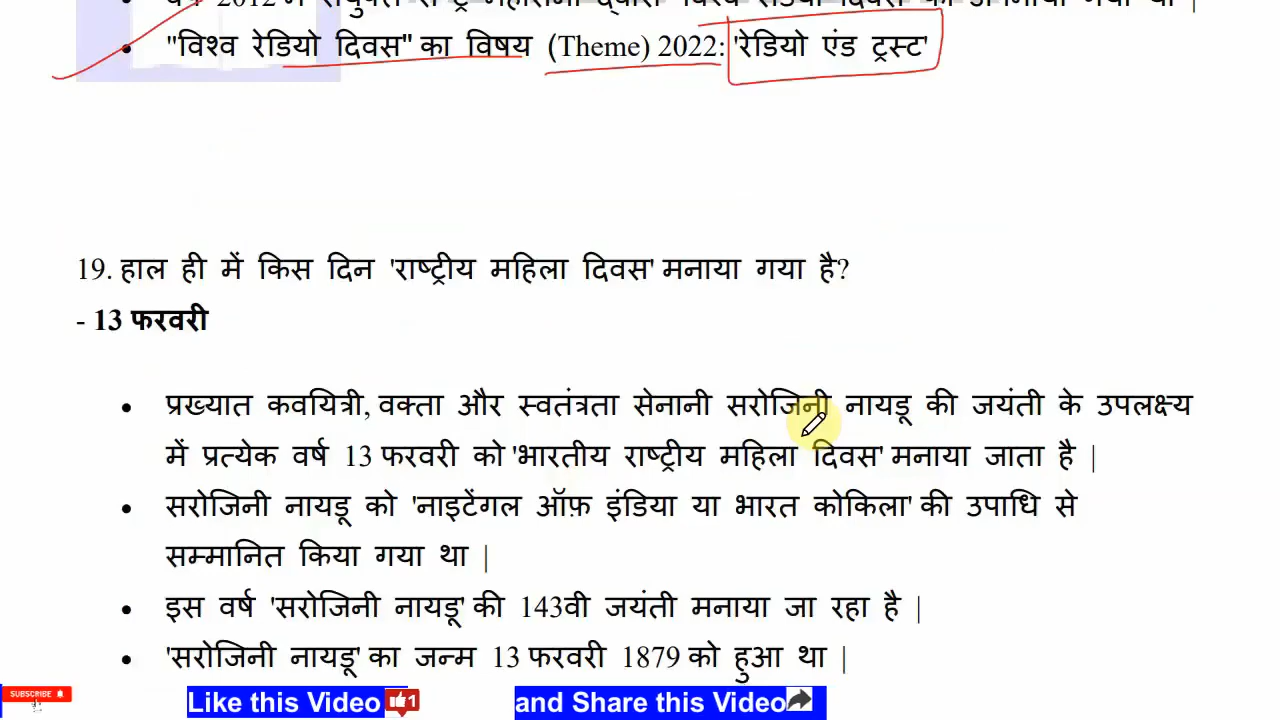 "विश्व रेडियो दिवस" का विषय (Theme) 2022: 'रेडियो एंड ट्रस्ट'
19. हाल ही में किस दिन 'राष्ट्रीय महिला दिवस' मनाया गया है?
- 13 फरवरी
• प्रख्यात कवयित्री, वक्ता और स्वतंत्रता सेनानी सरोजिनी नायडू की जयंती के उपलक्ष्य
में प्रत्येक वर्ष 13 फरवरी को 'भारतीय राष्ट्रीय महिला दिवस' मनाया जाता है |
• सरोजिनी नायडू को 'नाइटेंगल ऑफ़ इंडिया या भारत कोकिला' की उपाधि से
सम्मानित किया गया था |
• इस वर्ष 'सरोजिनी नायडू' की 143वी जयंती मनाया जा रहा है |
• 'सरोजिनी नायडू' का जन्म 13 फरवरी 1879 को हुआ था |
SUBSCRIBE
Like this Video 1 and Share this Video